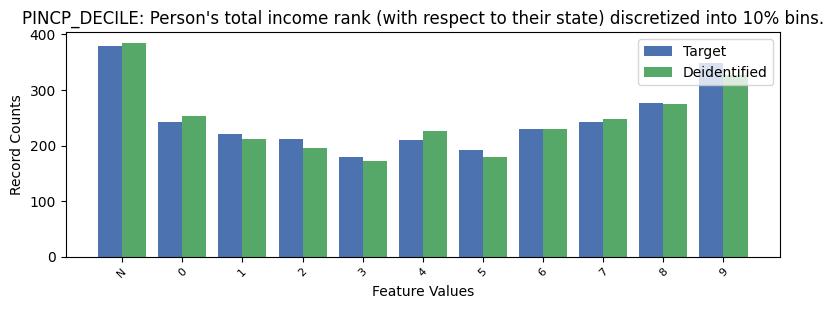 PINCP_DECILE: Person's total income rank (with respect to their state) discretized into 10% bins.
400
300
200
100
0
Record Counts
Target
Deidentified
N 0 1 2 3 4 5 6 7 8 9
Feature Values